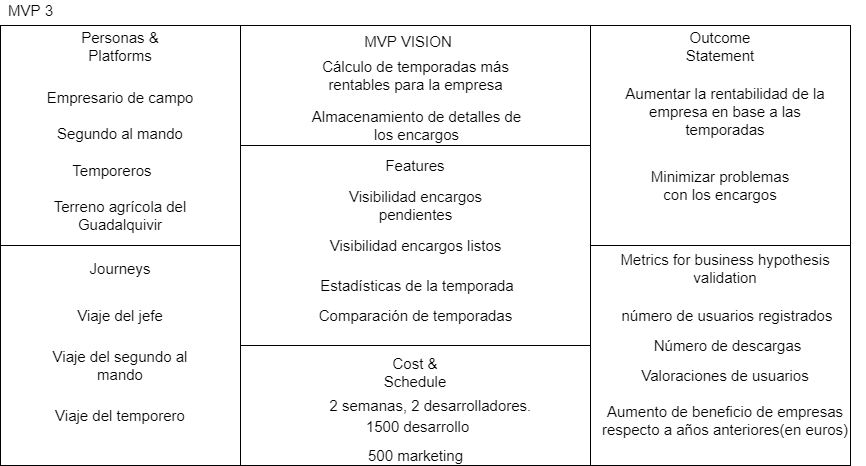 MVP 3
Personas &
Platforms
Empresario de campo
Segundo al mando
Temporeros
Terreno agrícola del
Guadalquivir
Journeys
Viaje del jefe
Viaje del segundo al
mando
Viaje del temporero
MVP VISION
Cálculo de temporadas más
rentables para la empresa
Almacenamiento de detalles de
los encargos
Features
Visibilidad encargos
pendientes
Visibilidad encargos listos
Estadísticas de la temporada
Comparación de temporadas
Cost &
Schedule
2 semanas, 2 desarrolladores.
1500 desarrollo
500 marketing
Outcome
Statement
Aumentar la rentabilidad de la
empresa en base a las
temporadas
Minimizar problemas
con los encargos
Metrics for business hypothesis
validation
número de usuarios registrados
Número de descargas
Valoraciones de usuarios
Aumento de beneficio de empresas
respecto a años anteriores(en euros)